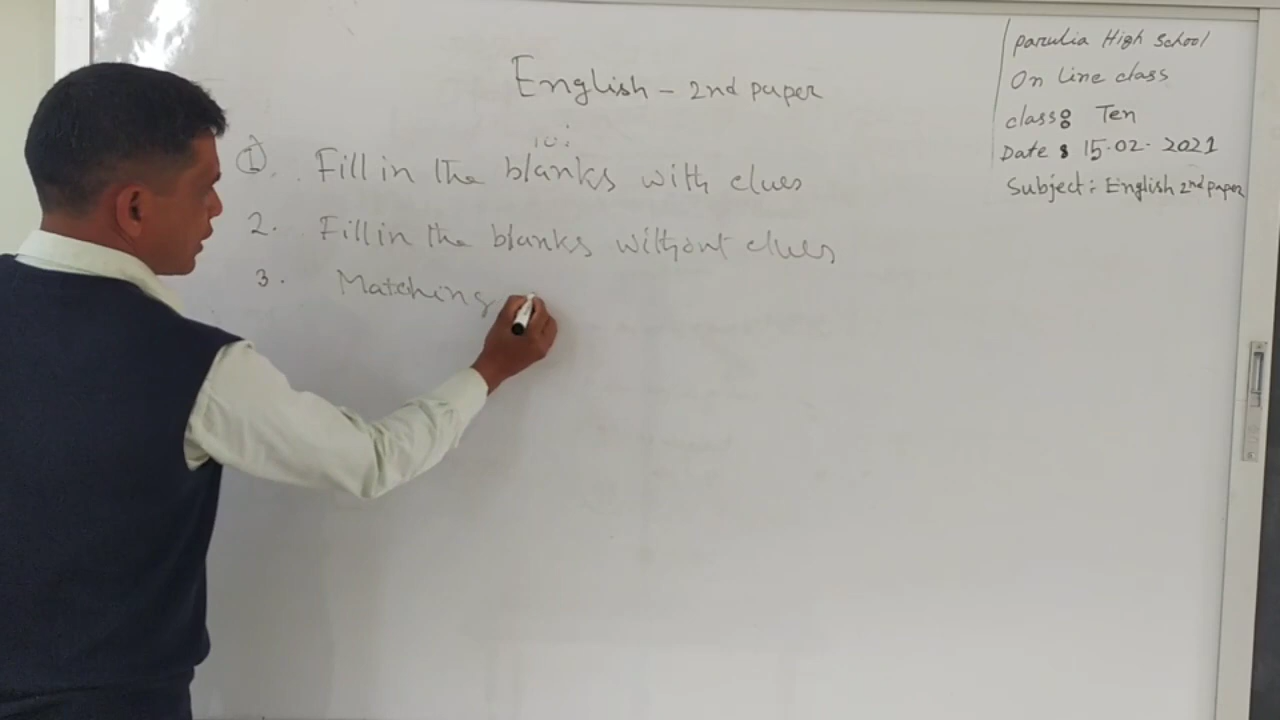 English - 2nd paper
1. Fill in the blanks with clues
2. Fill in the blanks without clues
3. Matching
Parulia High School
On line class
class: Ten
Date: 15.02.2021
Subject: English 2nd paper